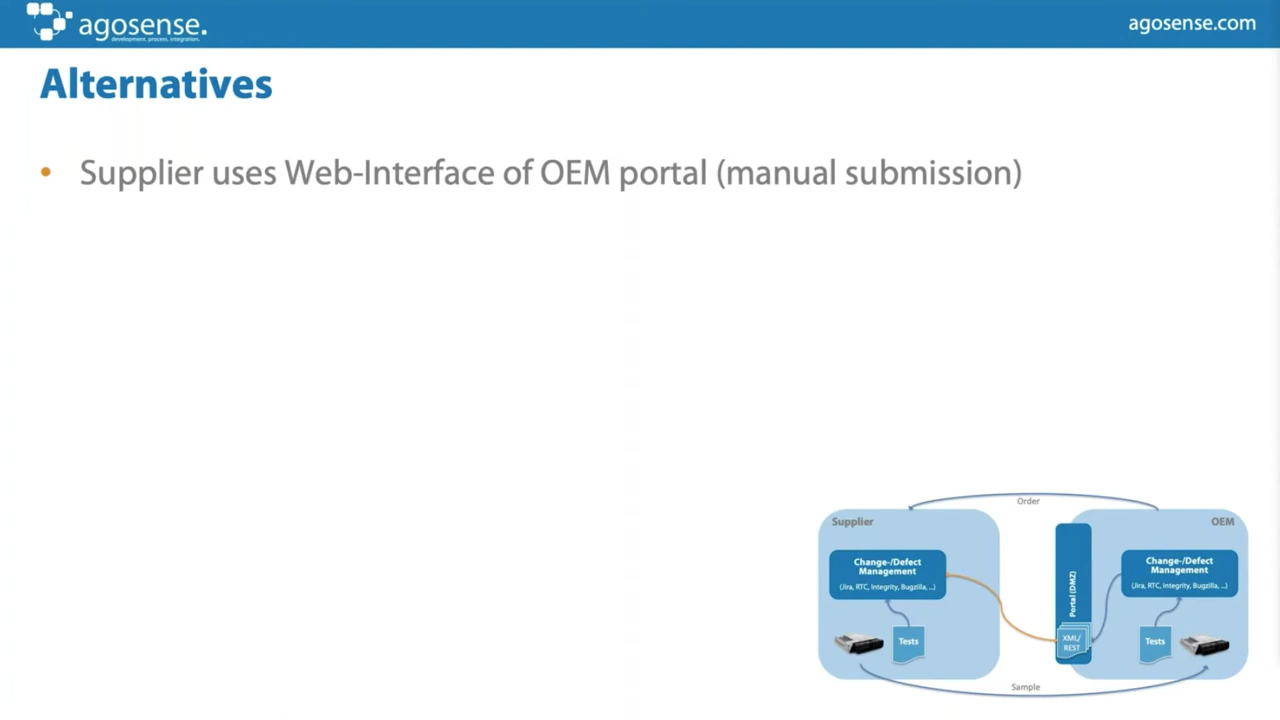 agosense.
development. process. integration.
agosense.com
Alternatives
• Supplier uses Web-Interface of OEM portal (manual submission)
Order
Supplier
OEM
Change-/Defect
Management
(Jira, RTC, Integrity, Bugzilla, ...)
Tests
Portal (DMZ)
XML/
REST
Change-/Defect
Management
(Jira, RTC, Integrity, Bugzilla, ...)
Tests
Sample